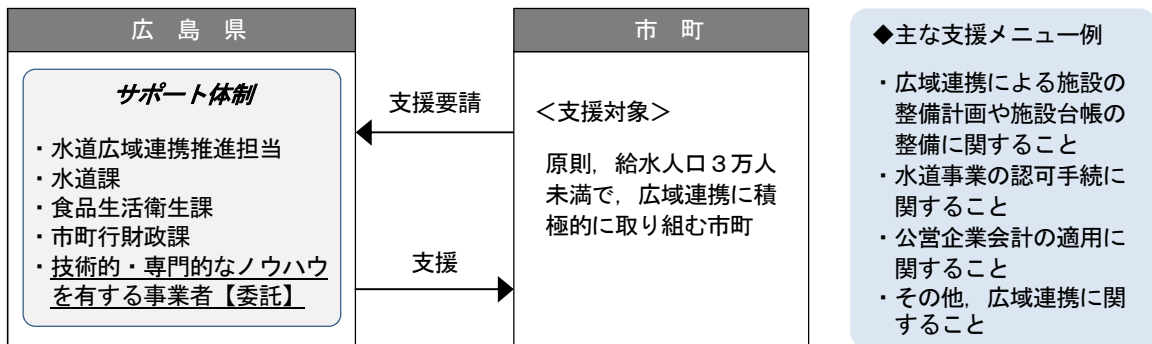 広島県
サポート体制
・水道広域連携推進担当
・水道課
・食品生活衛生課
・市町行財政課
・技術的・専門的なノウハウ
を有する事業者【委託】
支援要請
支援
市町
＜支援対象＞
原則，給水人口３万人
未満で，広域連携に積
極的に取り組む市町
◆主な支援メニュー例
・広域連携による施設の
整備計画や施設台帳の
整備に関すること
・水道事業の認可手続に
関すること
・公営企業会計の適用に
関すること
・その他，広域連携に関
すること